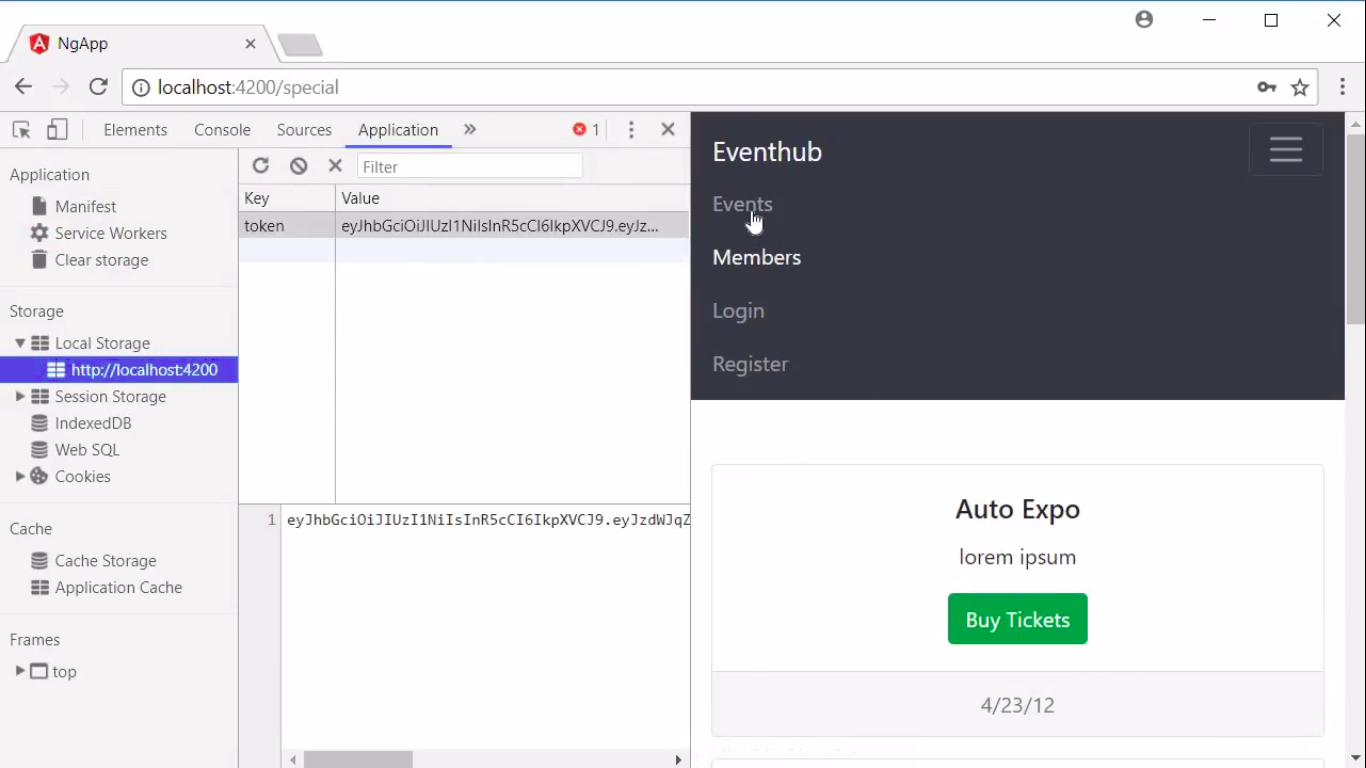 NgApp
localhost:4200/special
Elements Console Sources Application » 1
Application
Manifest
Service Workers
Clear storage
Storage
Local Storage
http://localhost:4200
Session Storage
IndexedDB
Web SQL
Cookies
Cache
Cache Storage
Application Cache
Frames
top
Filter
Key Value
token eyJhbGciOiJIUzI1NiIsInR5cCI6IkpXVCJ9.eyJz...
1 eyJhbGciOiJIUzI1NiIsInR5cCI6IkpXVCJ9.eyJzdWJqZ
Eventhub
Events
Members
Login
Register
Auto Expo
lorem ipsum
Buy Tickets
4/23/12